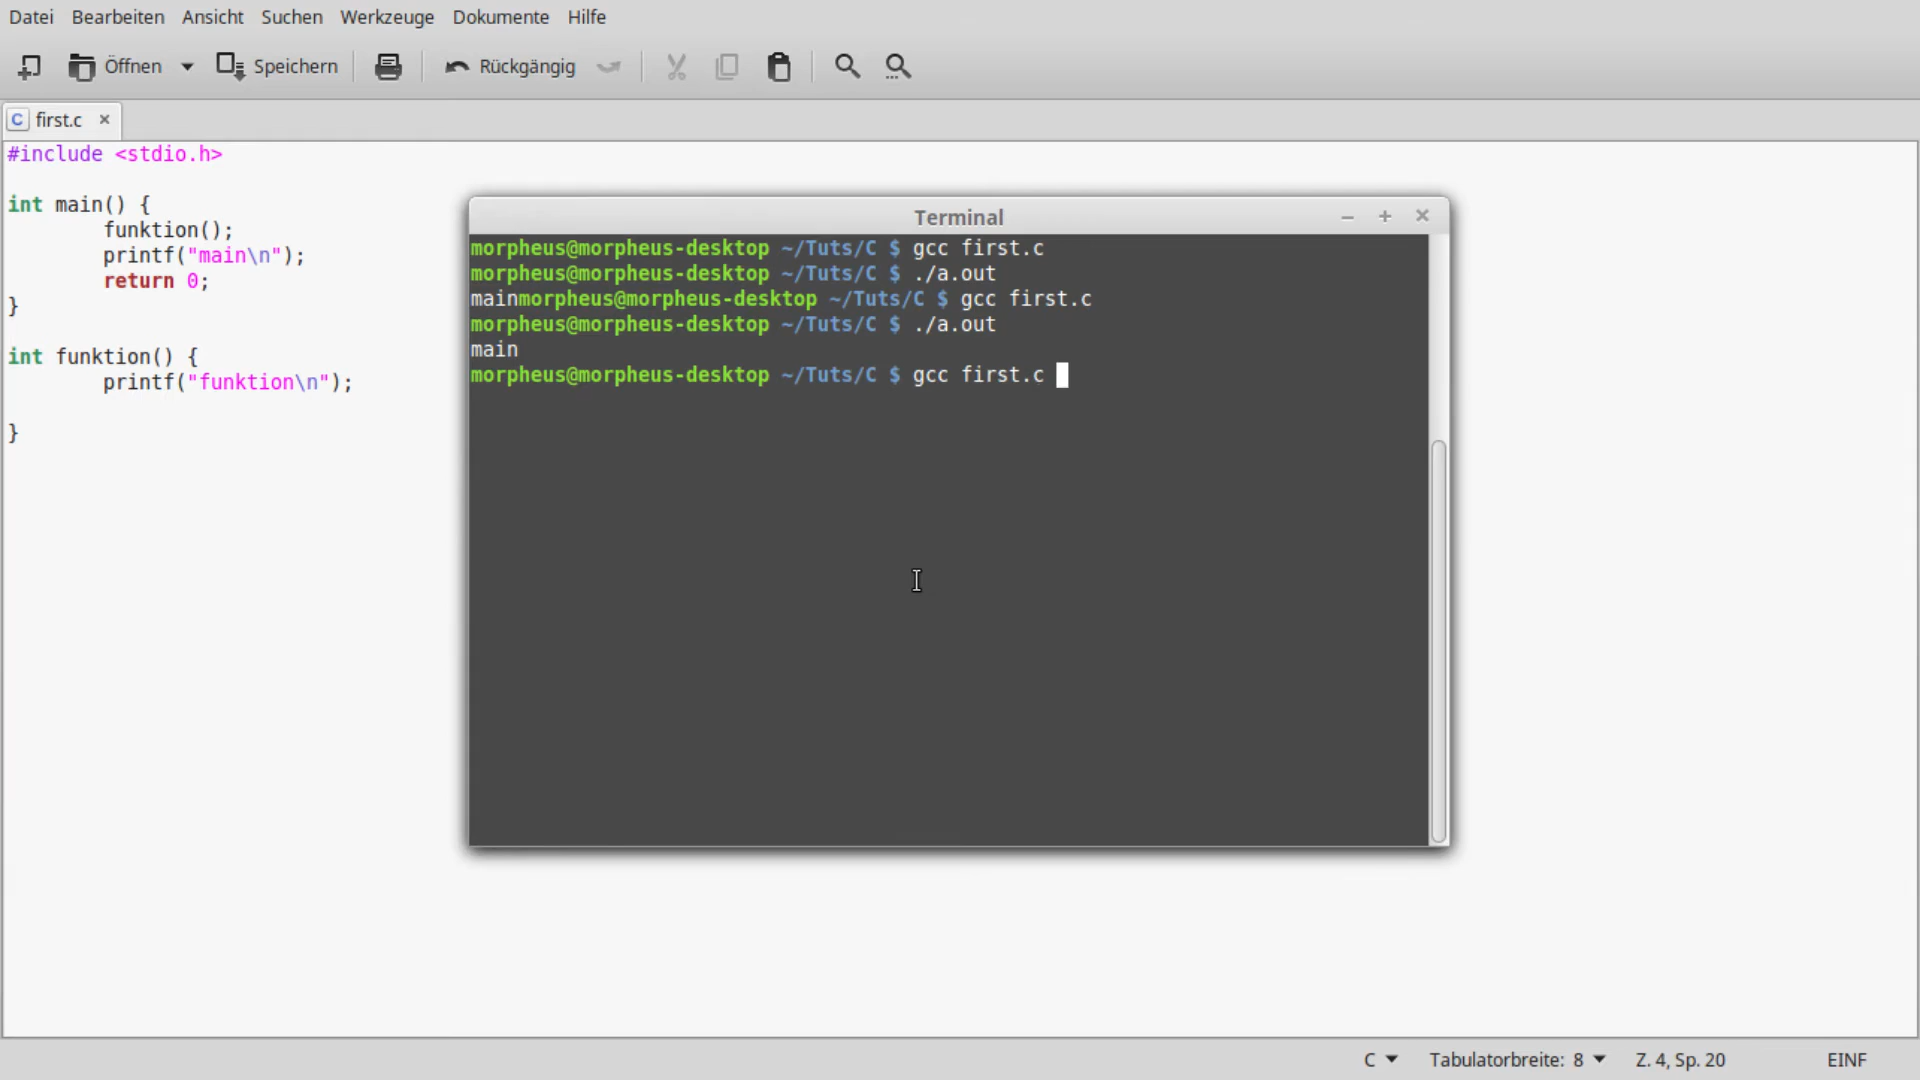 Datei Bearbeiten Ansicht Suchen Werkzeuge Dokumente Hilfe
Öffnen Speichern Rückgängig
C first.c
#include <stdio.h>
int main() {
funktion();
printf("main\n");
return 0;
}
int funktion() {
printf("funktion\n");
}
Terminal
morpheus@morpheus-desktop ~/Tuts/C $ gcc first.c
morpheus@morpheus-desktop ~/Tuts/C $ ./a.out
mainmorpheus@morpheus-desktop ~/Tuts/C $ gcc first.c
morpheus@morpheus-desktop ~/Tuts/C $ ./a.out
main
morpheus@morpheus-desktop ~/Tuts/C $ gcc first.c
C Tabulatorbreite: 8 Z. 4, Sp. 20 EINF